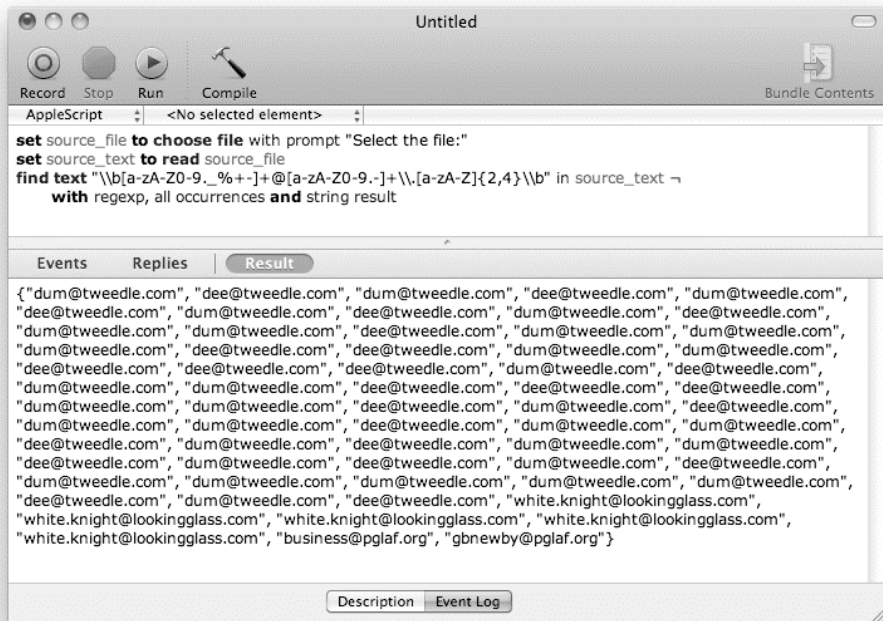 Untitled
Record Stop Run Compile Bundle Contents
AppleScript <No selected element>
set source_file to choose file with prompt "Select the file:"
set source_text to read source_file
find text "\\b[a-zA-Z0-9._%+-]+@[a-zA-Z0-9.-]+\\.[a-zA-Z]{2,4}\\b" in source_text ¬
with regexp, all occurrences and string result
Events Replies Result
{"dum@tweedle.com", "dee@tweedle.com", "dum@tweedle.com", "dee@tweedle.com", "dum@tweedle.com",
"dee@tweedle.com", "dum@tweedle.com", "dee@tweedle.com", "dum@tweedle.com", "dee@tweedle.com",
"dum@tweedle.com", "dum@tweedle.com", "dee@tweedle.com", "dum@tweedle.com", "dum@tweedle.com",
"dum@tweedle.com", "dee@tweedle.com", "dee@tweedle.com", "dum@tweedle.com", "dum@tweedle.com",
"dee@tweedle.com", "dee@tweedle.com", "dee@tweedle.com", "dum@tweedle.com", "dee@tweedle.com",
"dum@tweedle.com", "dum@tweedle.com", "dee@tweedle.com", "dee@tweedle.com", "dee@tweedle.com",
"dum@tweedle.com", "dum@tweedle.com", "dee@tweedle.com", "dum@tweedle.com", "dee@tweedle.com",
"dum@tweedle.com", "dum@tweedle.com", "dee@tweedle.com", "dum@tweedle.com", "dum@tweedle.com",
"dee@tweedle.com", "dum@tweedle.com", "dee@tweedle.com", "dum@tweedle.com", "dum@tweedle.com",
"dee@tweedle.com", "dum@tweedle.com", "dee@tweedle.com", "dum@tweedle.com", "dee@tweedle.com",
"dum@tweedle.com", "dum@tweedle.com", "dum@tweedle.com", "dum@tweedle.com", "dum@tweedle.com",
"dee@tweedle.com", "dum@tweedle.com", "dee@tweedle.com", "white.knight@lookingglass.com",
"white.knight@lookingglass.com", "white.knight@lookingglass.com", "white.knight@lookingglass.com",
"white.knight@lookingglass.com", "business@pglaf.org", "gbnewby@pglaf.org"}
Description Event Log